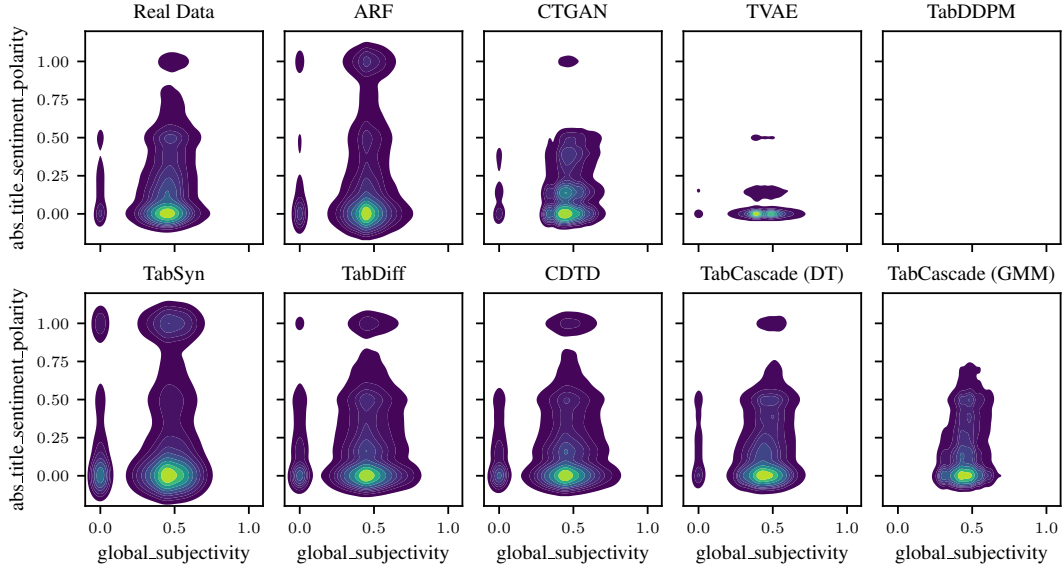 Real Data ARF CTGAN TVAE TabDDPM
abs_title_sentiment_polarity
1.00
0.75
0.50
0.25
0.00
TabSyn TabDiff CDTD TabCascade (DT) TabCascade (GMM)
abs_title_sentiment_polarity
1.00
0.75
0.50
0.25
0.00
0.0 0.5 1.0 0.0 0.5 1.0 0.0 0.5 1.0 0.0 0.5 1.0 0.0 0.5 1.0
global_subjectivity global_subjectivity global_subjectivity global_subjectivity global_subjectivity